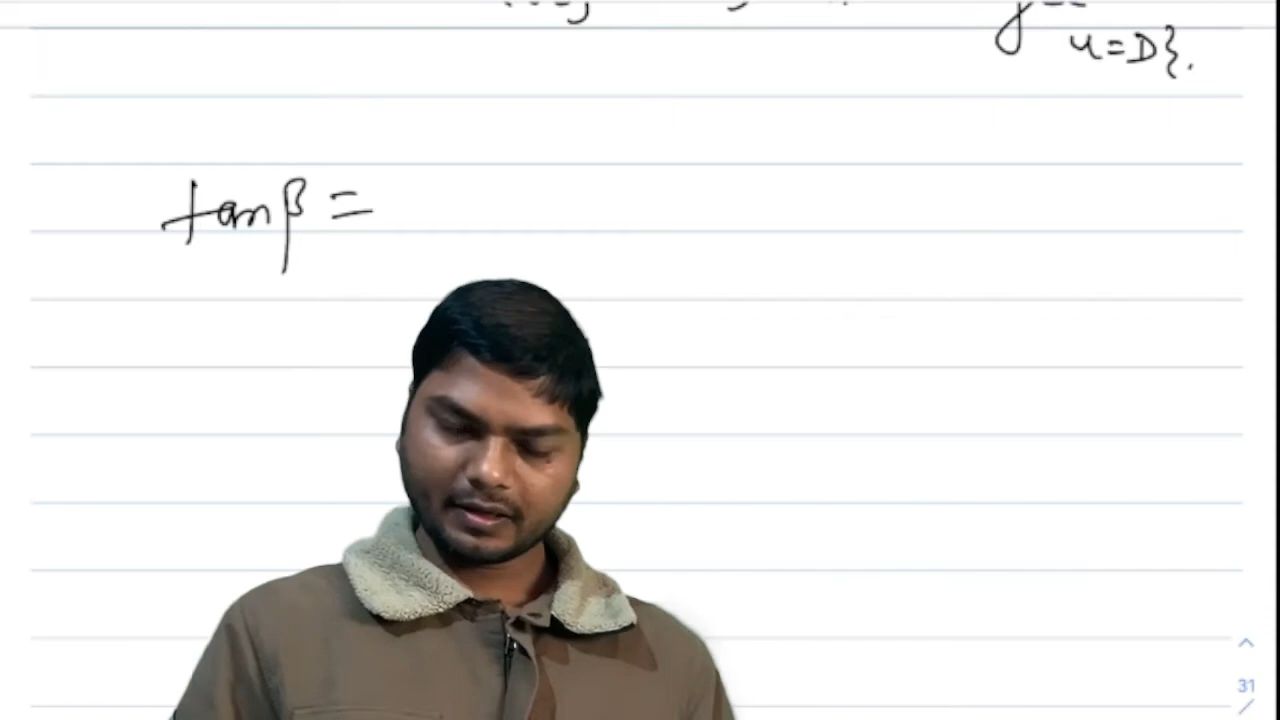 u=D}.
tanβ =
31